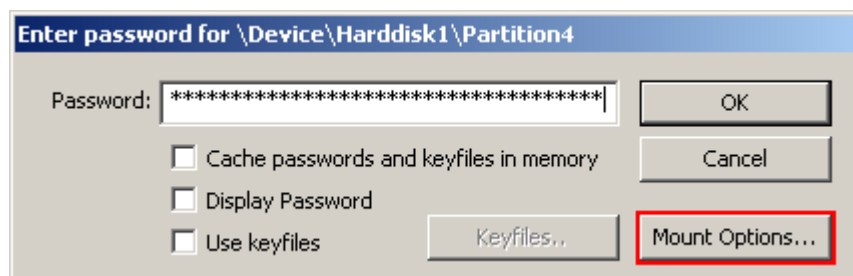 Enter password for \Device\Harddisk1\Partition4
Password: ************************************
OK
Cache passwords and keyfiles in memory
Cancel
Display Password
Use keyfiles
Keyfiles..
Mount Options...